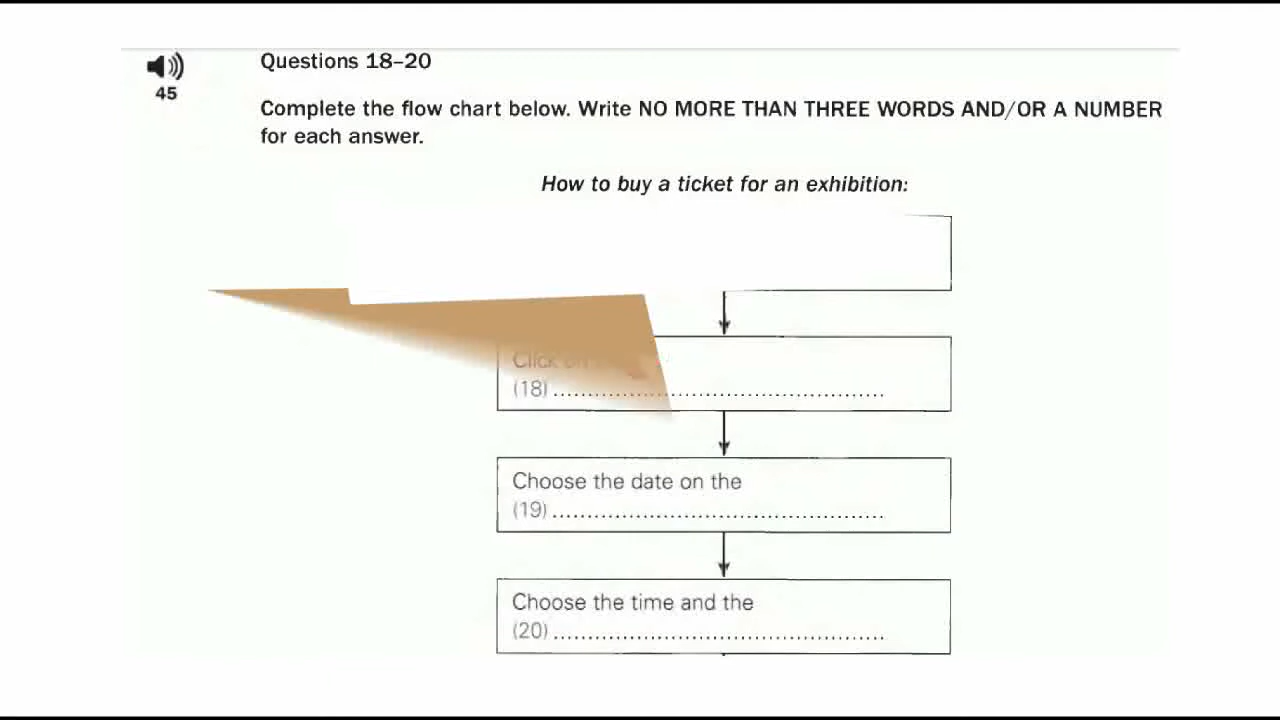 Questions 18–20
45
Complete the flow chart below. Write NO MORE THAN THREE WORDS AND/OR A NUMBER
for each answer.
How to buy a ticket for an exhibition:
Click on
(18) ................................................
Choose the date on the
(19) ................................................
Choose the time and the
(20) ................................................